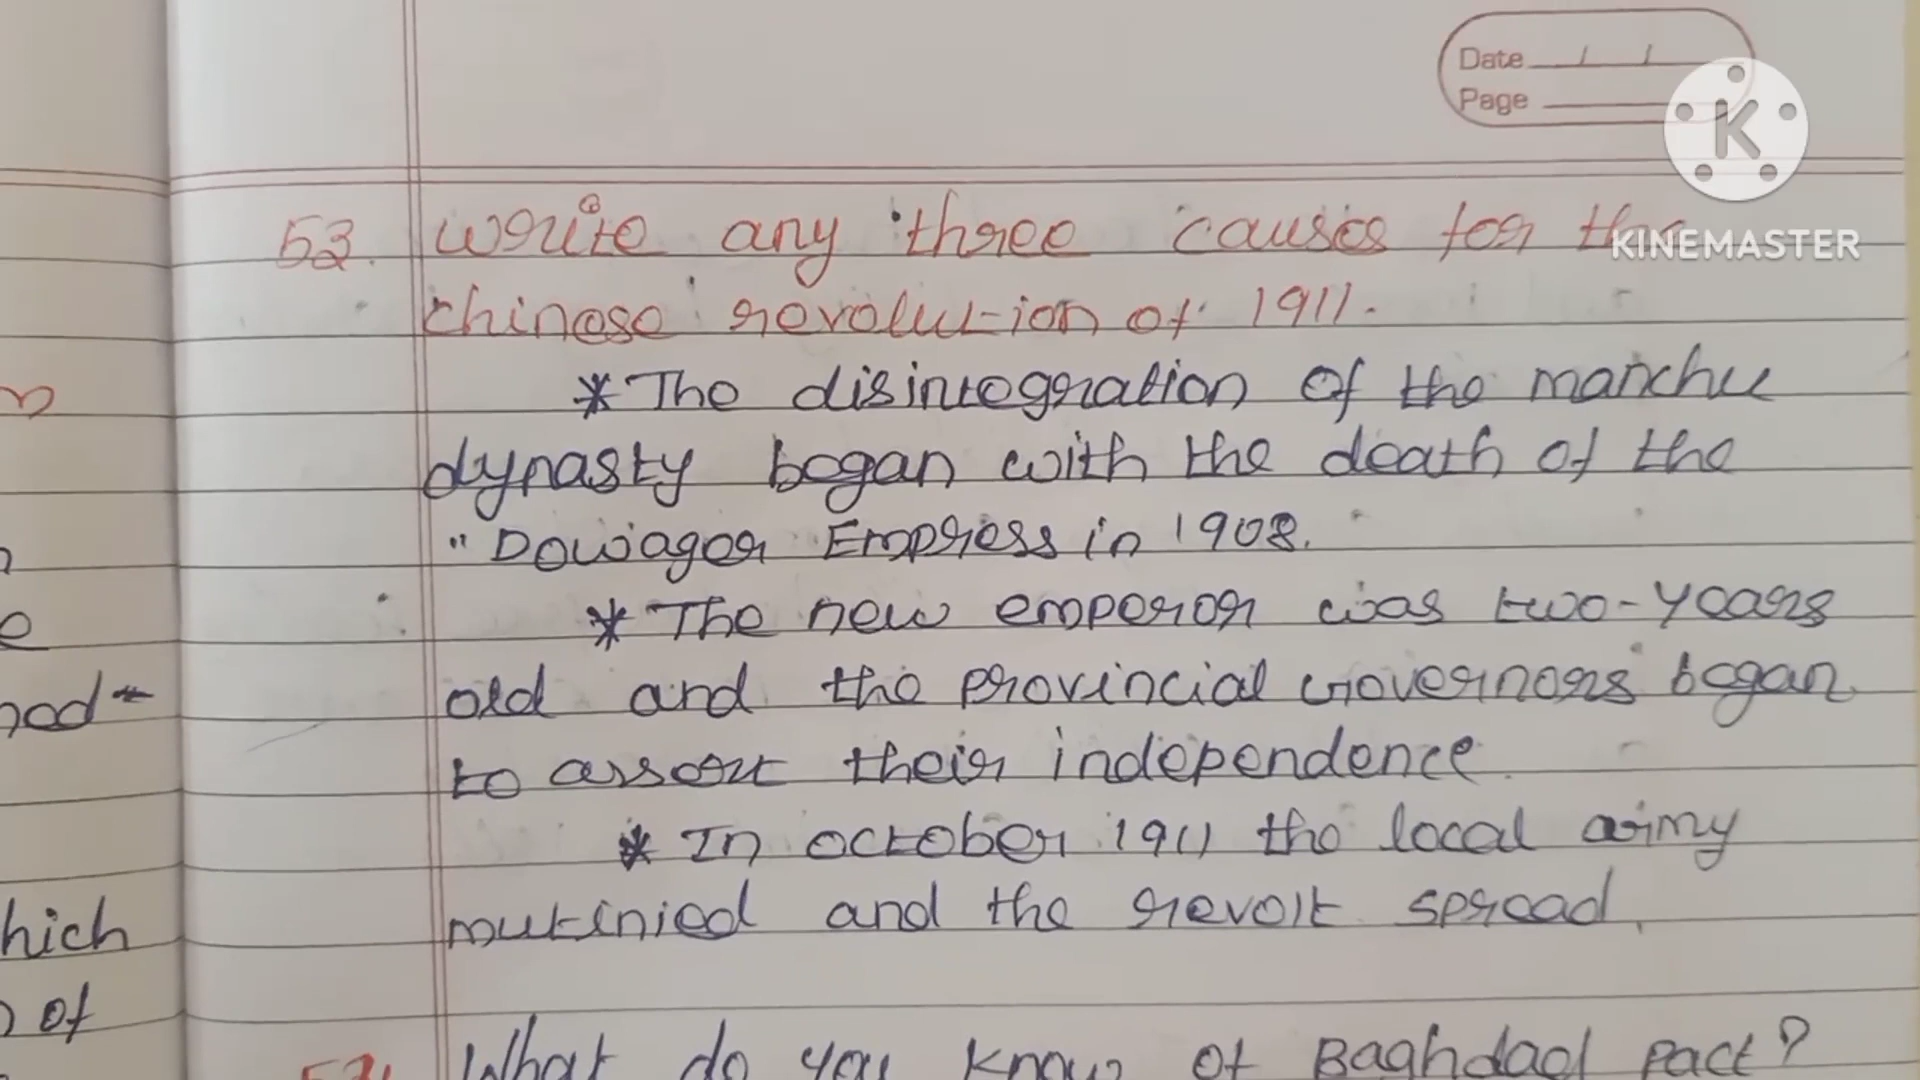 Date / /
Page
K
KINEMASTER
53. Write any three causes for the
chinese revolution of 1911.
* The disintegration of the manchu
dynasty began with the death of the
" Dowager Empress in 1908.
* The new emperor was two-years
old and the provincial Governors began
to assert their independence
* In october 1911 the local army
mutinied and the revolt spread.
What do you know of Baghdad pact?
hich
of